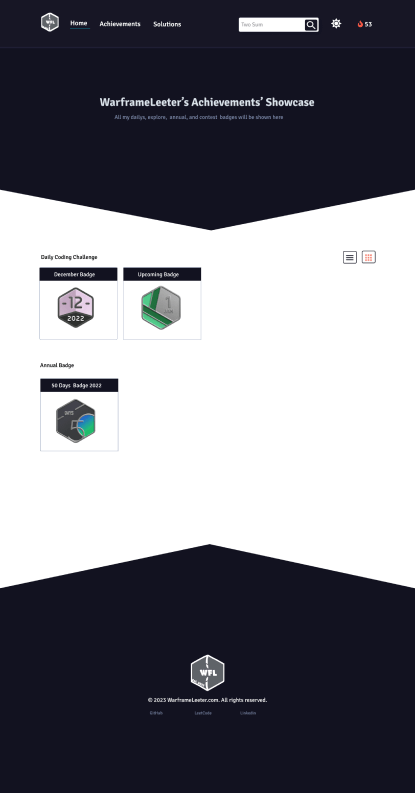 WFL
Home Achievements Solutions
Two Sum
53
WarframeLeeter's Achievements' Showcase
All my dailys, explore, annual, and contest badges will be shown here
Daily Coding Challenge
December Badge
Upcoming Badge
-12-
2022
1
Annual Badge
50 Days Badge 2022
DAYS
WFL
© 2023 WarframeLeeter.com. All rights reserved.
GitHub LeetCode Linkedin